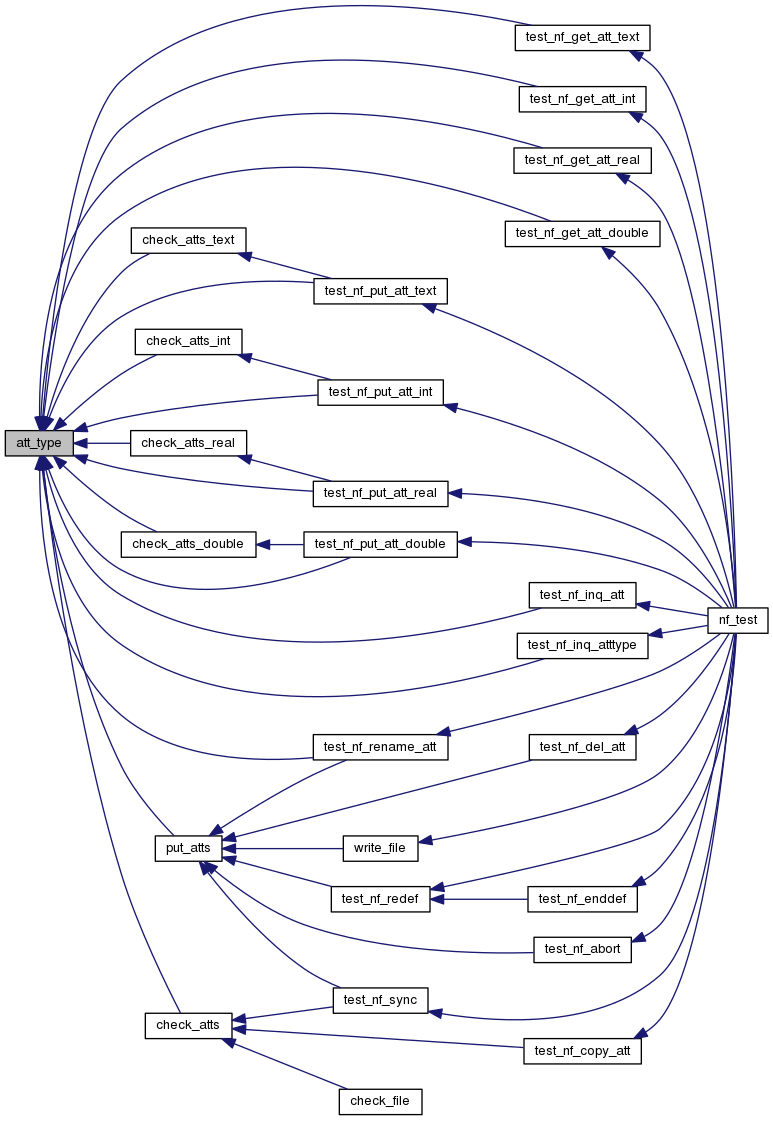 test_nf_get_att_text
test_nf_get_att_int
test_nf_get_att_real
test_nf_get_att_double
check_atts_text
test_nf_put_att_text
check_atts_int
test_nf_put_att_int
att_type
check_atts_real
test_nf_put_att_real
check_atts_double
test_nf_put_att_double
test_nf_inq_att
nf_test
test_nf_inq_atttype
test_nf_rename_att
test_nf_del_att
put_atts
write_file
test_nf_redef
test_nf_enddef
test_nf_abort
test_nf_sync
check_atts
test_nf_copy_att
check_file